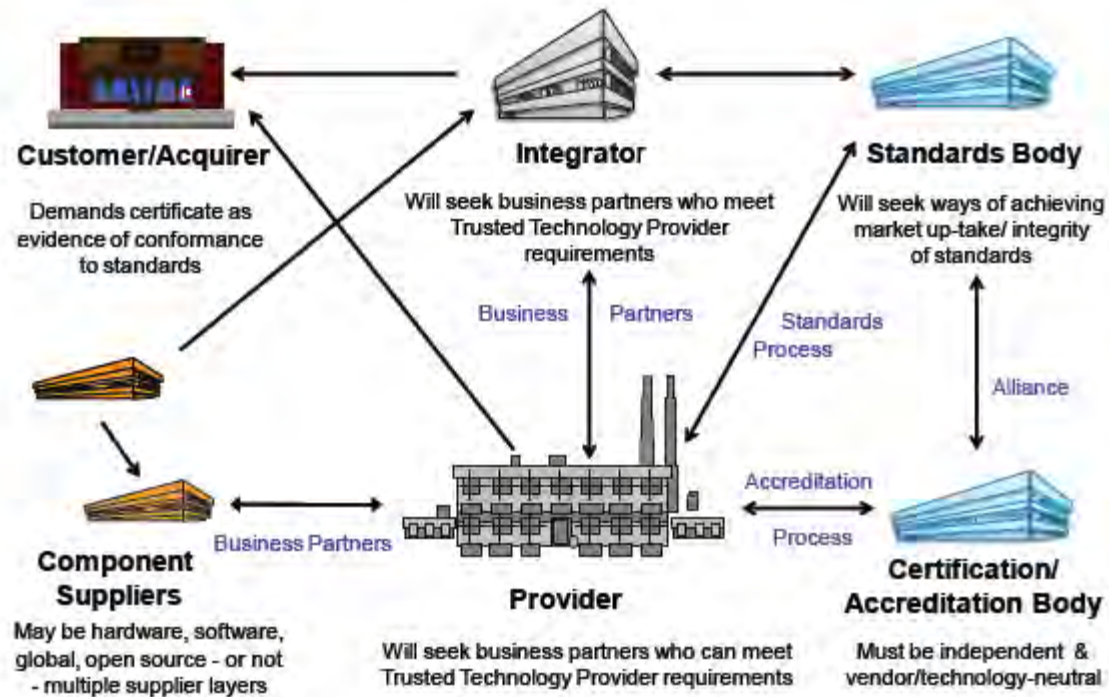 Customer/Acquirer
Demands certificate as
evidence of conformance
to standards
Integrator
Will seek business partners who meet
Trusted Technology Provider
requirements
Standards Body
Will seek ways of achieving
market up-take/ integrity
of standards
Business Partners
Standards
Process
Alliance
Business Partners
Accreditation
Process
Component
Suppliers
May be hardware, software,
global, open source - or not
- multiple supplier layers
Provider
Will seek business partners who can meet
Trusted Technology Provider requirements
Certification/
Accreditation Body
Must be independent &
vendor/technology-neutral